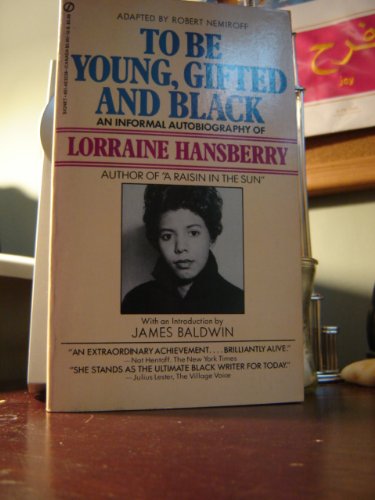 ADAPTED BY ROBERT NEMIROFF
TO BE
YOUNG, GIFTED
AND BLACK
AN INFORMAL AUTOBIOGRAPHY OF
LORRAINE HANSBERRY
AUTHOR OF "A RAISIN IN THE SUN"
With an Introduction by
JAMES BALDWIN
"AN EXTRAORDINARY ACHIEVEMENT. . . . BRILLIANTLY ALIVE."
—Nat Hentoff, The New York Times
"SHE STANDS AS THE ULTIMATE BLACK WRITER FOR TODAY."
—Julius Lester, The Village Voice
فرح
joy